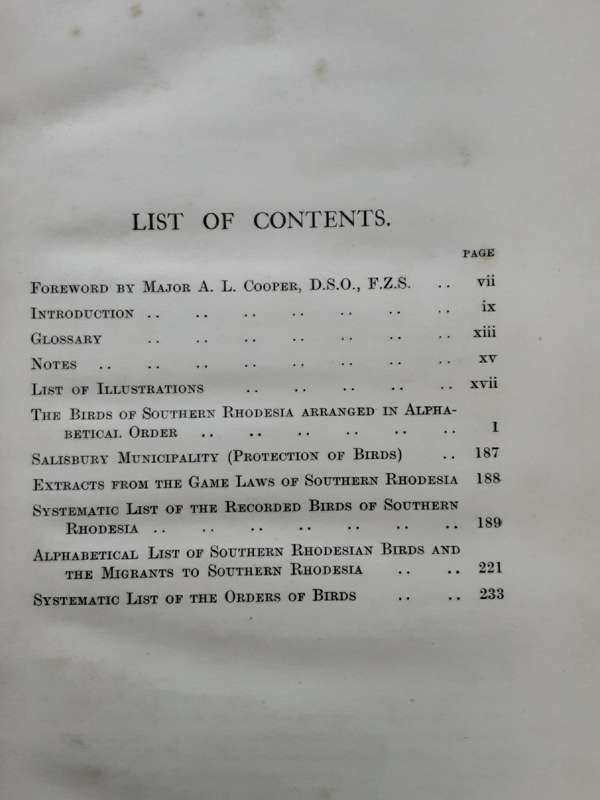 LIST OF CONTENTS.
PAGE
FOREWORD BY MAJOR A. L. COOPER, D.S.O., F.Z.S. .. vii
INTRODUCTION .. .. .. .. .. .. .. ix
GLOSSARY .. .. .. .. .. .. .. xiii
NOTES .. .. .. .. .. .. .. .. xv
LIST OF ILLUSTRATIONS .. .. .. .. .. xvii
THE BIRDS OF SOUTHERN RHODESIA ARRANGED IN ALPHA-
BETICAL ORDER .. .. .. .. .. .. 1
SALISBURY MUNICIPALITY (PROTECTION OF BIRDS) .. 187
EXTRACTS FROM THE GAME LAWS OF SOUTHERN RHODESIA 188
SYSTEMATIC LIST OF THE RECORDED BIRDS OF SOUTHERN
RHODESIA .. .. .. .. .. .. .. 189
ALPHABETICAL LIST OF SOUTHERN RHODESIAN BIRDS AND
THE MIGRANTS TO SOUTHERN RHODESIA .. .. 221
SYSTEMATIC LIST OF THE ORDERS OF BIRDS .. .. 233